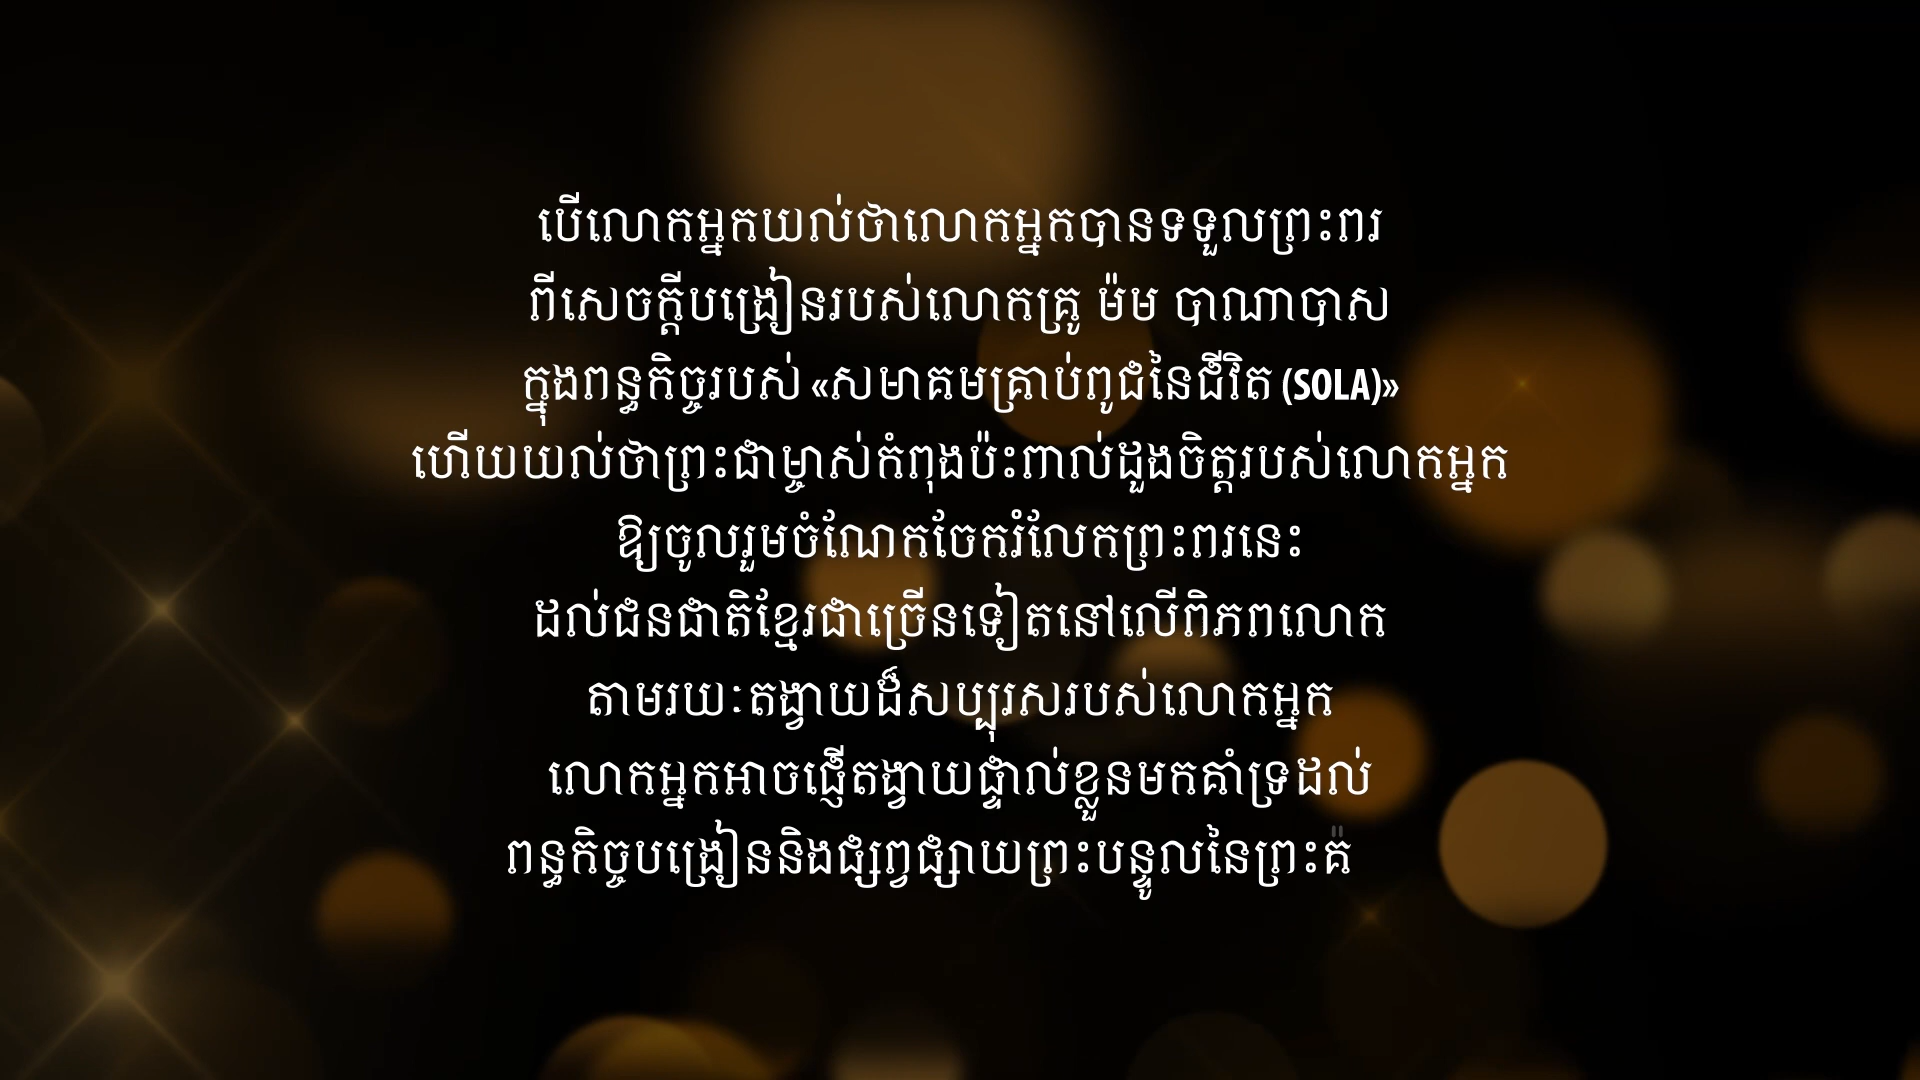 បើលោកអ្នកយល់ថាលោកអ្នកបានទទួលព្រះពរ
ពីសេចក្ដីបង្រៀនរបស់លោកគ្រូ ម៉ម បាណាបាស
ក្នុងពន្ធកិច្ចរបស់ «សមាគមគ្រាប់ពូជនៃជីវិត (SOLA)»
ហើយយល់ថាព្រះជាម្ចាស់កំពុងប៉ះពាល់ដួងចិត្តរបស់លោកអ្នក
ឱ្យចូលរួមចំណែកចែករំលែកព្រះពរនេះ
ដល់ជនជាតិខ្មែរជាច្រើនទៀតនៅលើពិភពលោក
តាមរយៈតង្វាយដ៏សប្បុរសរបស់លោកអ្នក
លោកអ្នកអាចផ្ញើតង្វាយផ្ទាល់ខ្លួនមកគាំទ្រដល់
ពន្ធកិច្ចបង្រៀននិងផ្សព្វផ្សាយព្រះបន្ទូលនៃព្រះគ៉